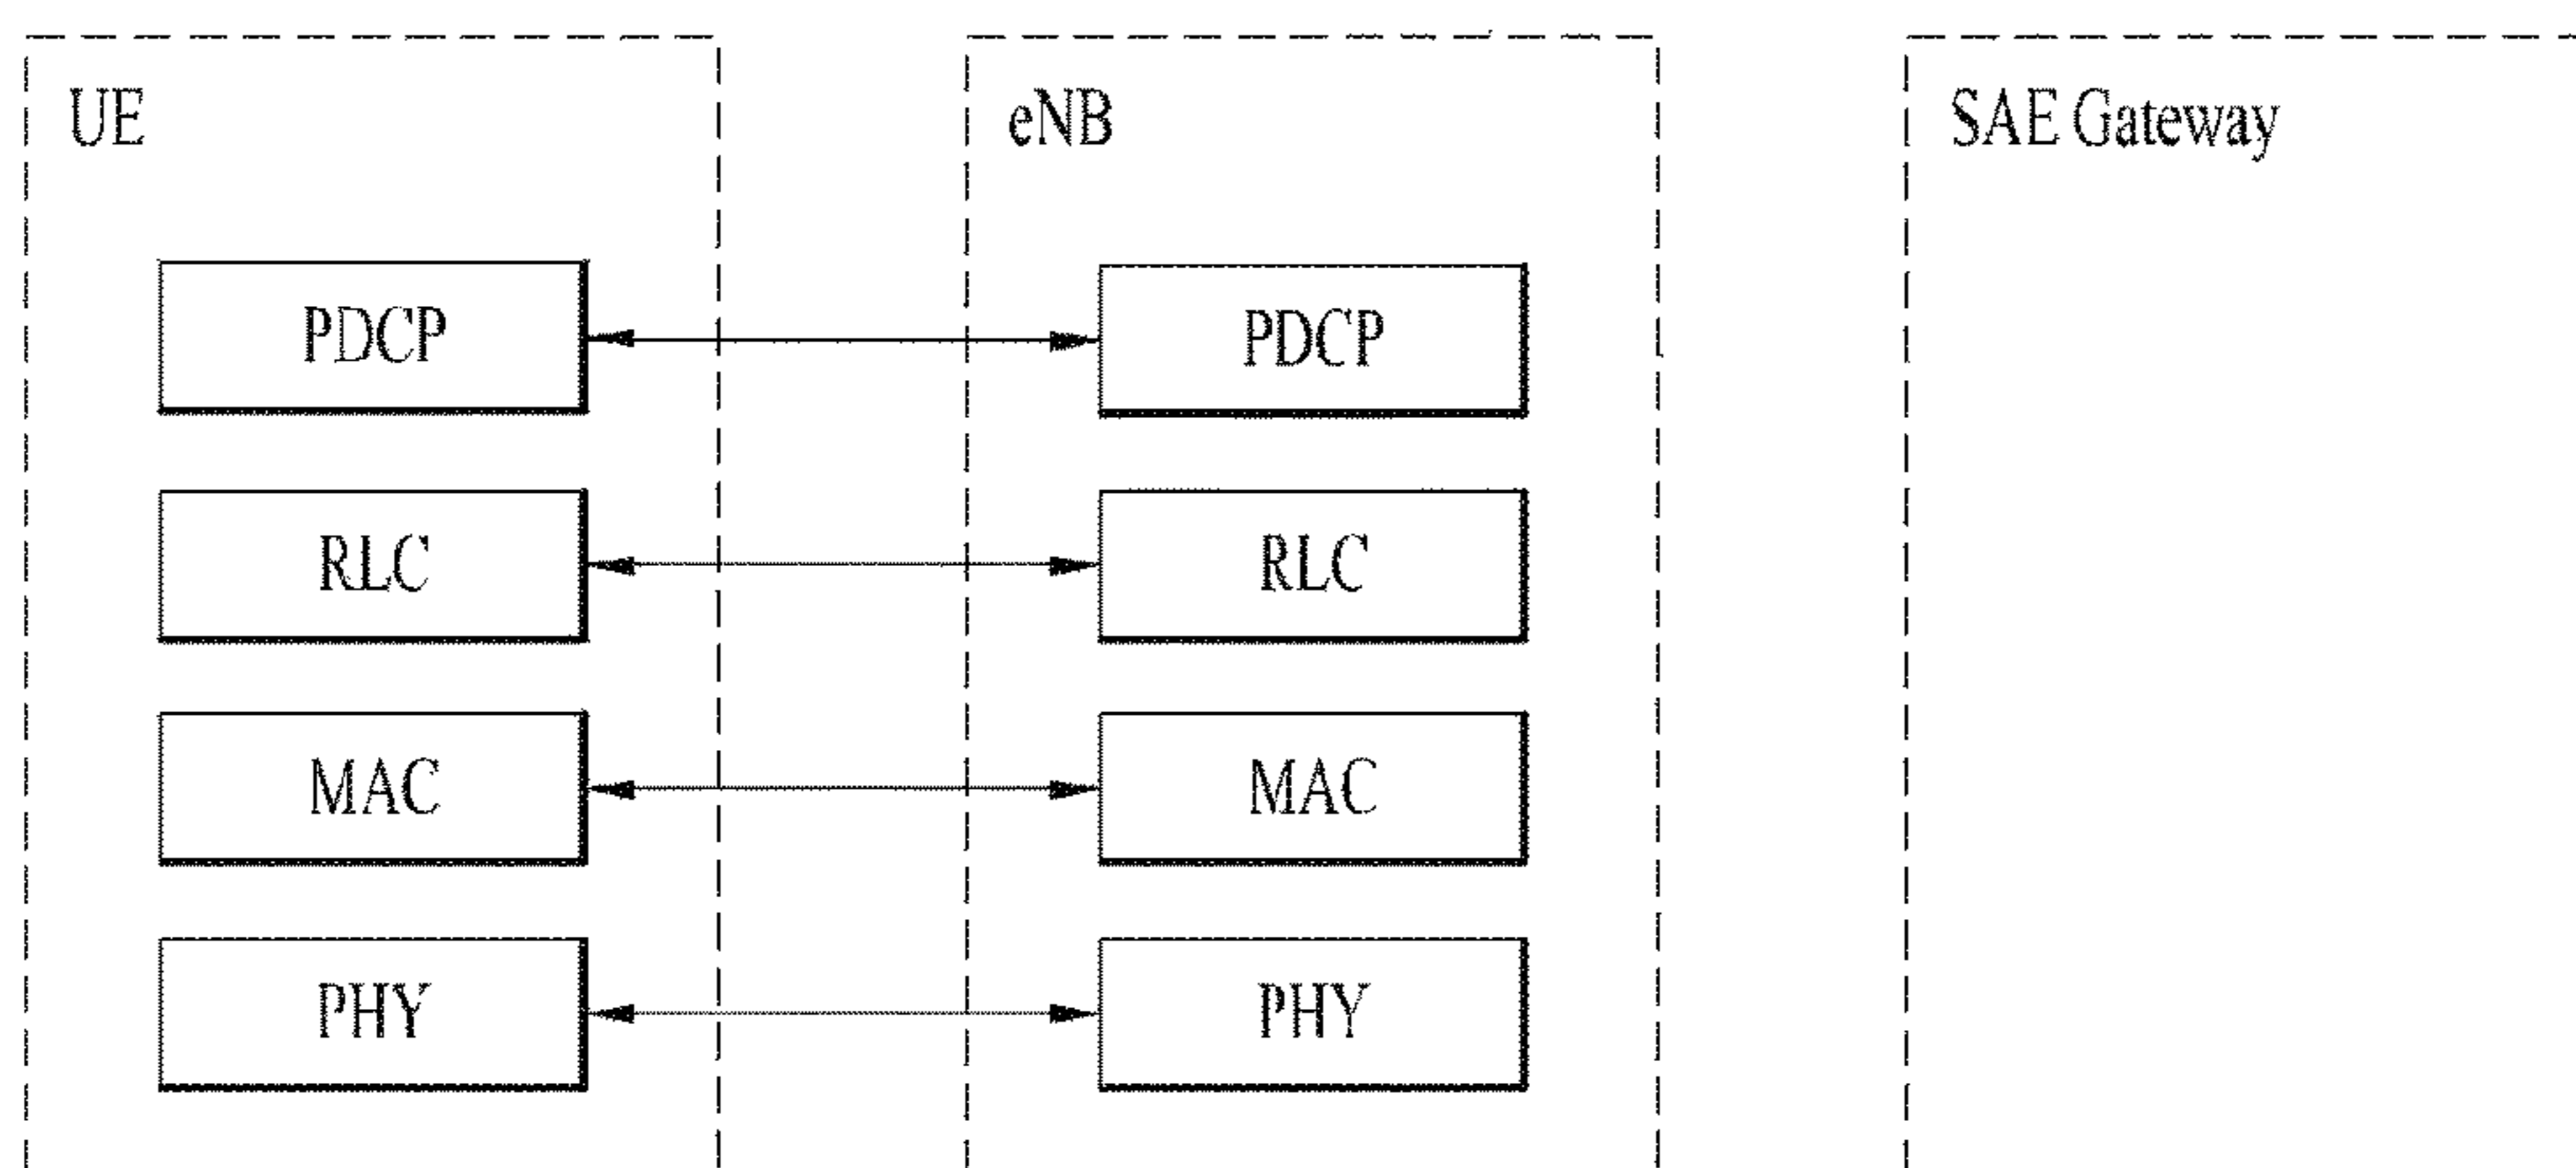 UE
eNB
SAE Gateway
PDCP
PDCP
RLC
RLC
MAC
MAC
PHY
PHY